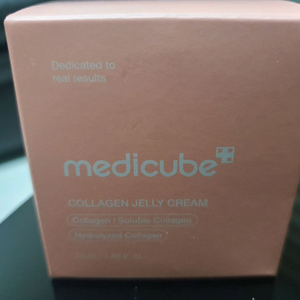 Dedicated to
real results
medicube
COLLAGEN JELLY CREAM
Collagen / Soluble Collagen
Hydrolyzed Collagen